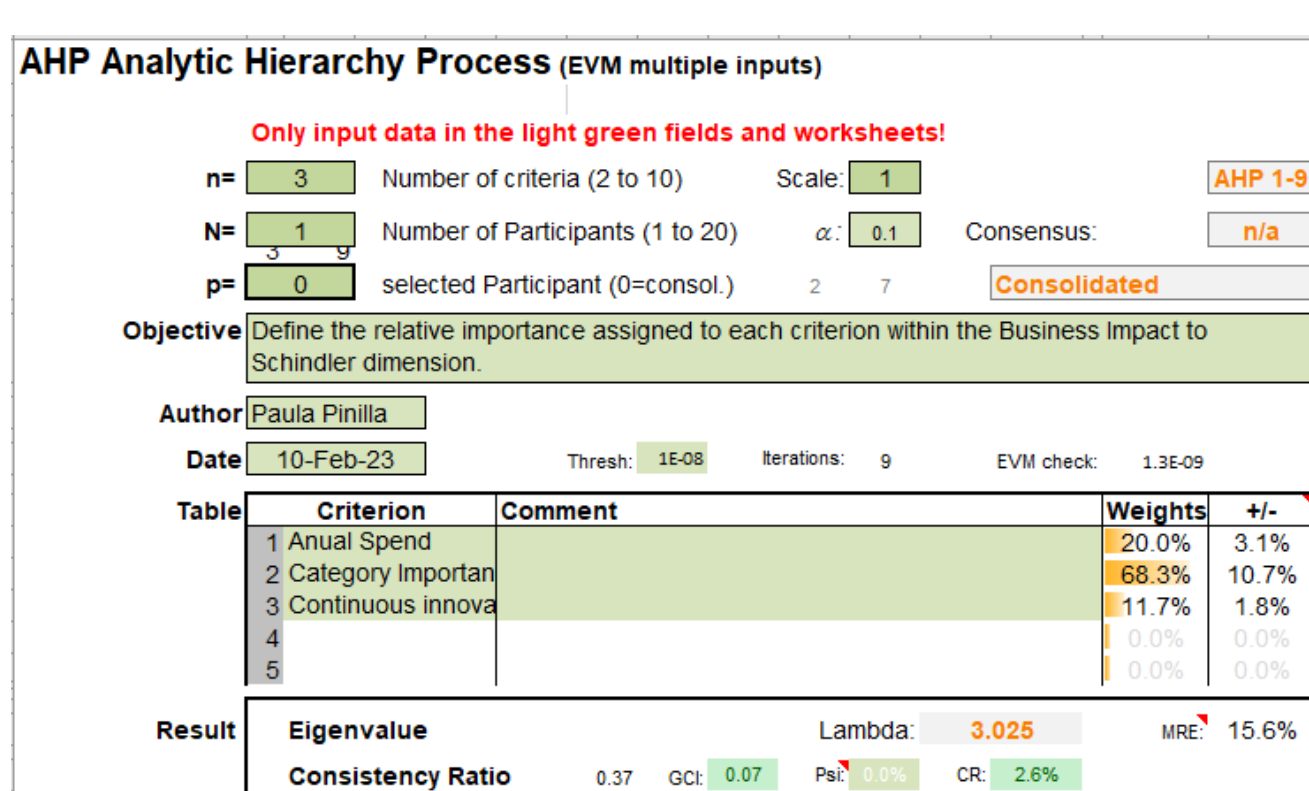 AHP Analytic Hierarchy Process (EVM multiple inputs)
Only input data in the light green fields and worksheets!
n= 3 Number of criteria (2 to 10) Scale: 1 AHP 1-9
N= 1 Number of Participants (1 to 20) α: 0.1 Consensus: n/a
3 9
p= 0 selected Participant (0=consol.) 2 7 Consolidated
Objective Define the relative importance assigned to each criterion within the Business Impact to
Schindler dimension.
Author Paula Pinilla
Date 10-Feb-23 Thresh: 1E-08 Iterations: 9 EVM check: 1.3E-09
Table Criterion Comment Weights +/-
1 Anual Spend 20.0% 3.1%
2 Category Importan 68.3% 10.7%
3 Continuous innova 11.7% 1.8%
4 0.0% 0.0%
5 0.0% 0.0%
Result Eigenvalue Lambda: 3.025 MRE: 15.6%
Consistency Ratio 0.37 GCI: 0.07 Psi: 0.0% CR: 2.6%